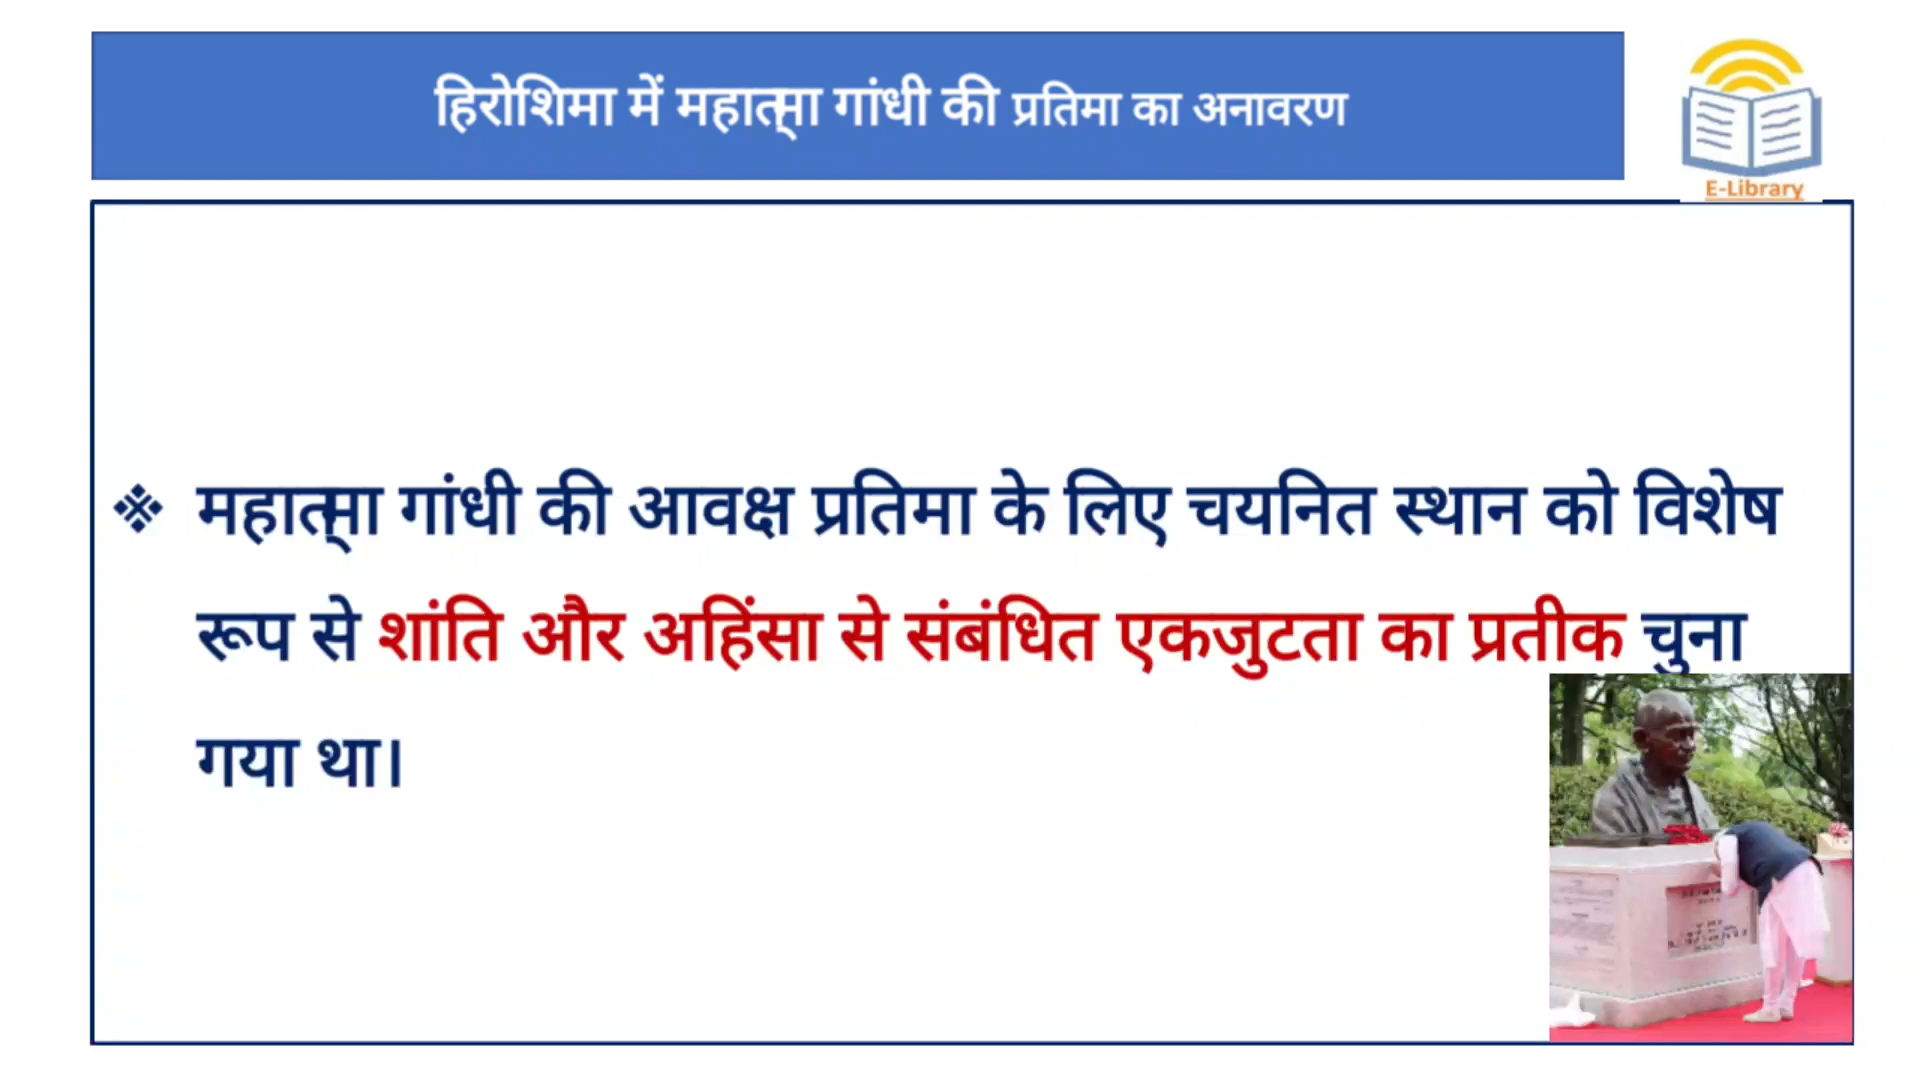 हिरोशिमा में महात्मा गांधी की प्रतिमा का अनावरण
E-Library
❖ महात्मा गांधी की आवक्ष प्रतिमा के लिए चयनित स्थान को विशेष
रूप से शांति और अहिंसा से संबंधित एकजुटता का प्रतीक चुना
गया था।